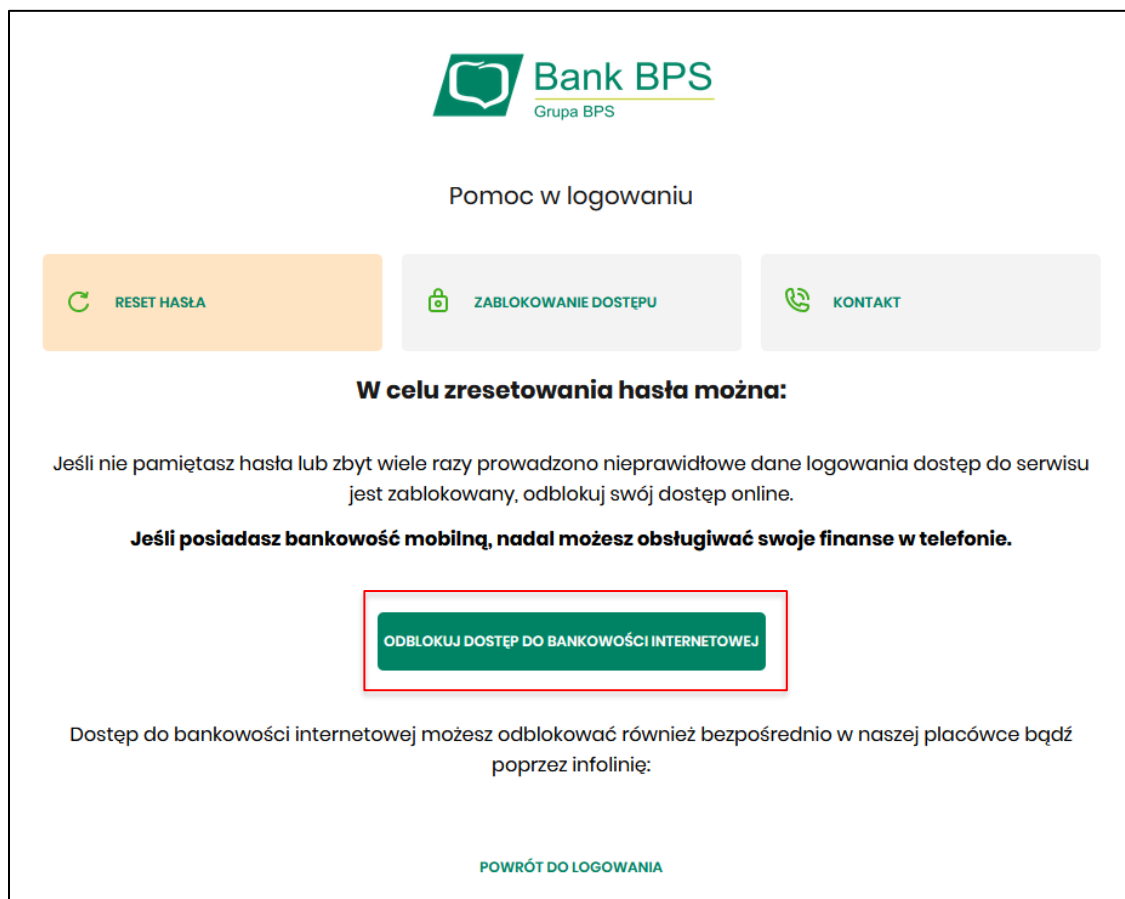 Bank BPS
Grupa BPS
Pomoc w logowaniu
RESET HASŁA
ZABLOKOWANIE DOSTĘPU
KONTAKT
W celu zresetowania hasła można:
Jeśli nie pamiętasz hasła lub zbyt wiele razy prowadzono nieprawidłowe dane logowania dostęp do serwisu
jest zablokowany, odblokuj swój dostęp online.
Jeśli posiadasz bankowość mobilną, nadal możesz obsługiwać swoje finanse w telefonie.
ODBLOKUJ DOSTĘP DO BANKOWOŚCI INTERNETOWEJ
Dostęp do bankowości internetowej możesz odblokować również bezpośrednio w naszej placówce bądź
poprzez infolinię:
POWRÓT DO LOGOWANIA